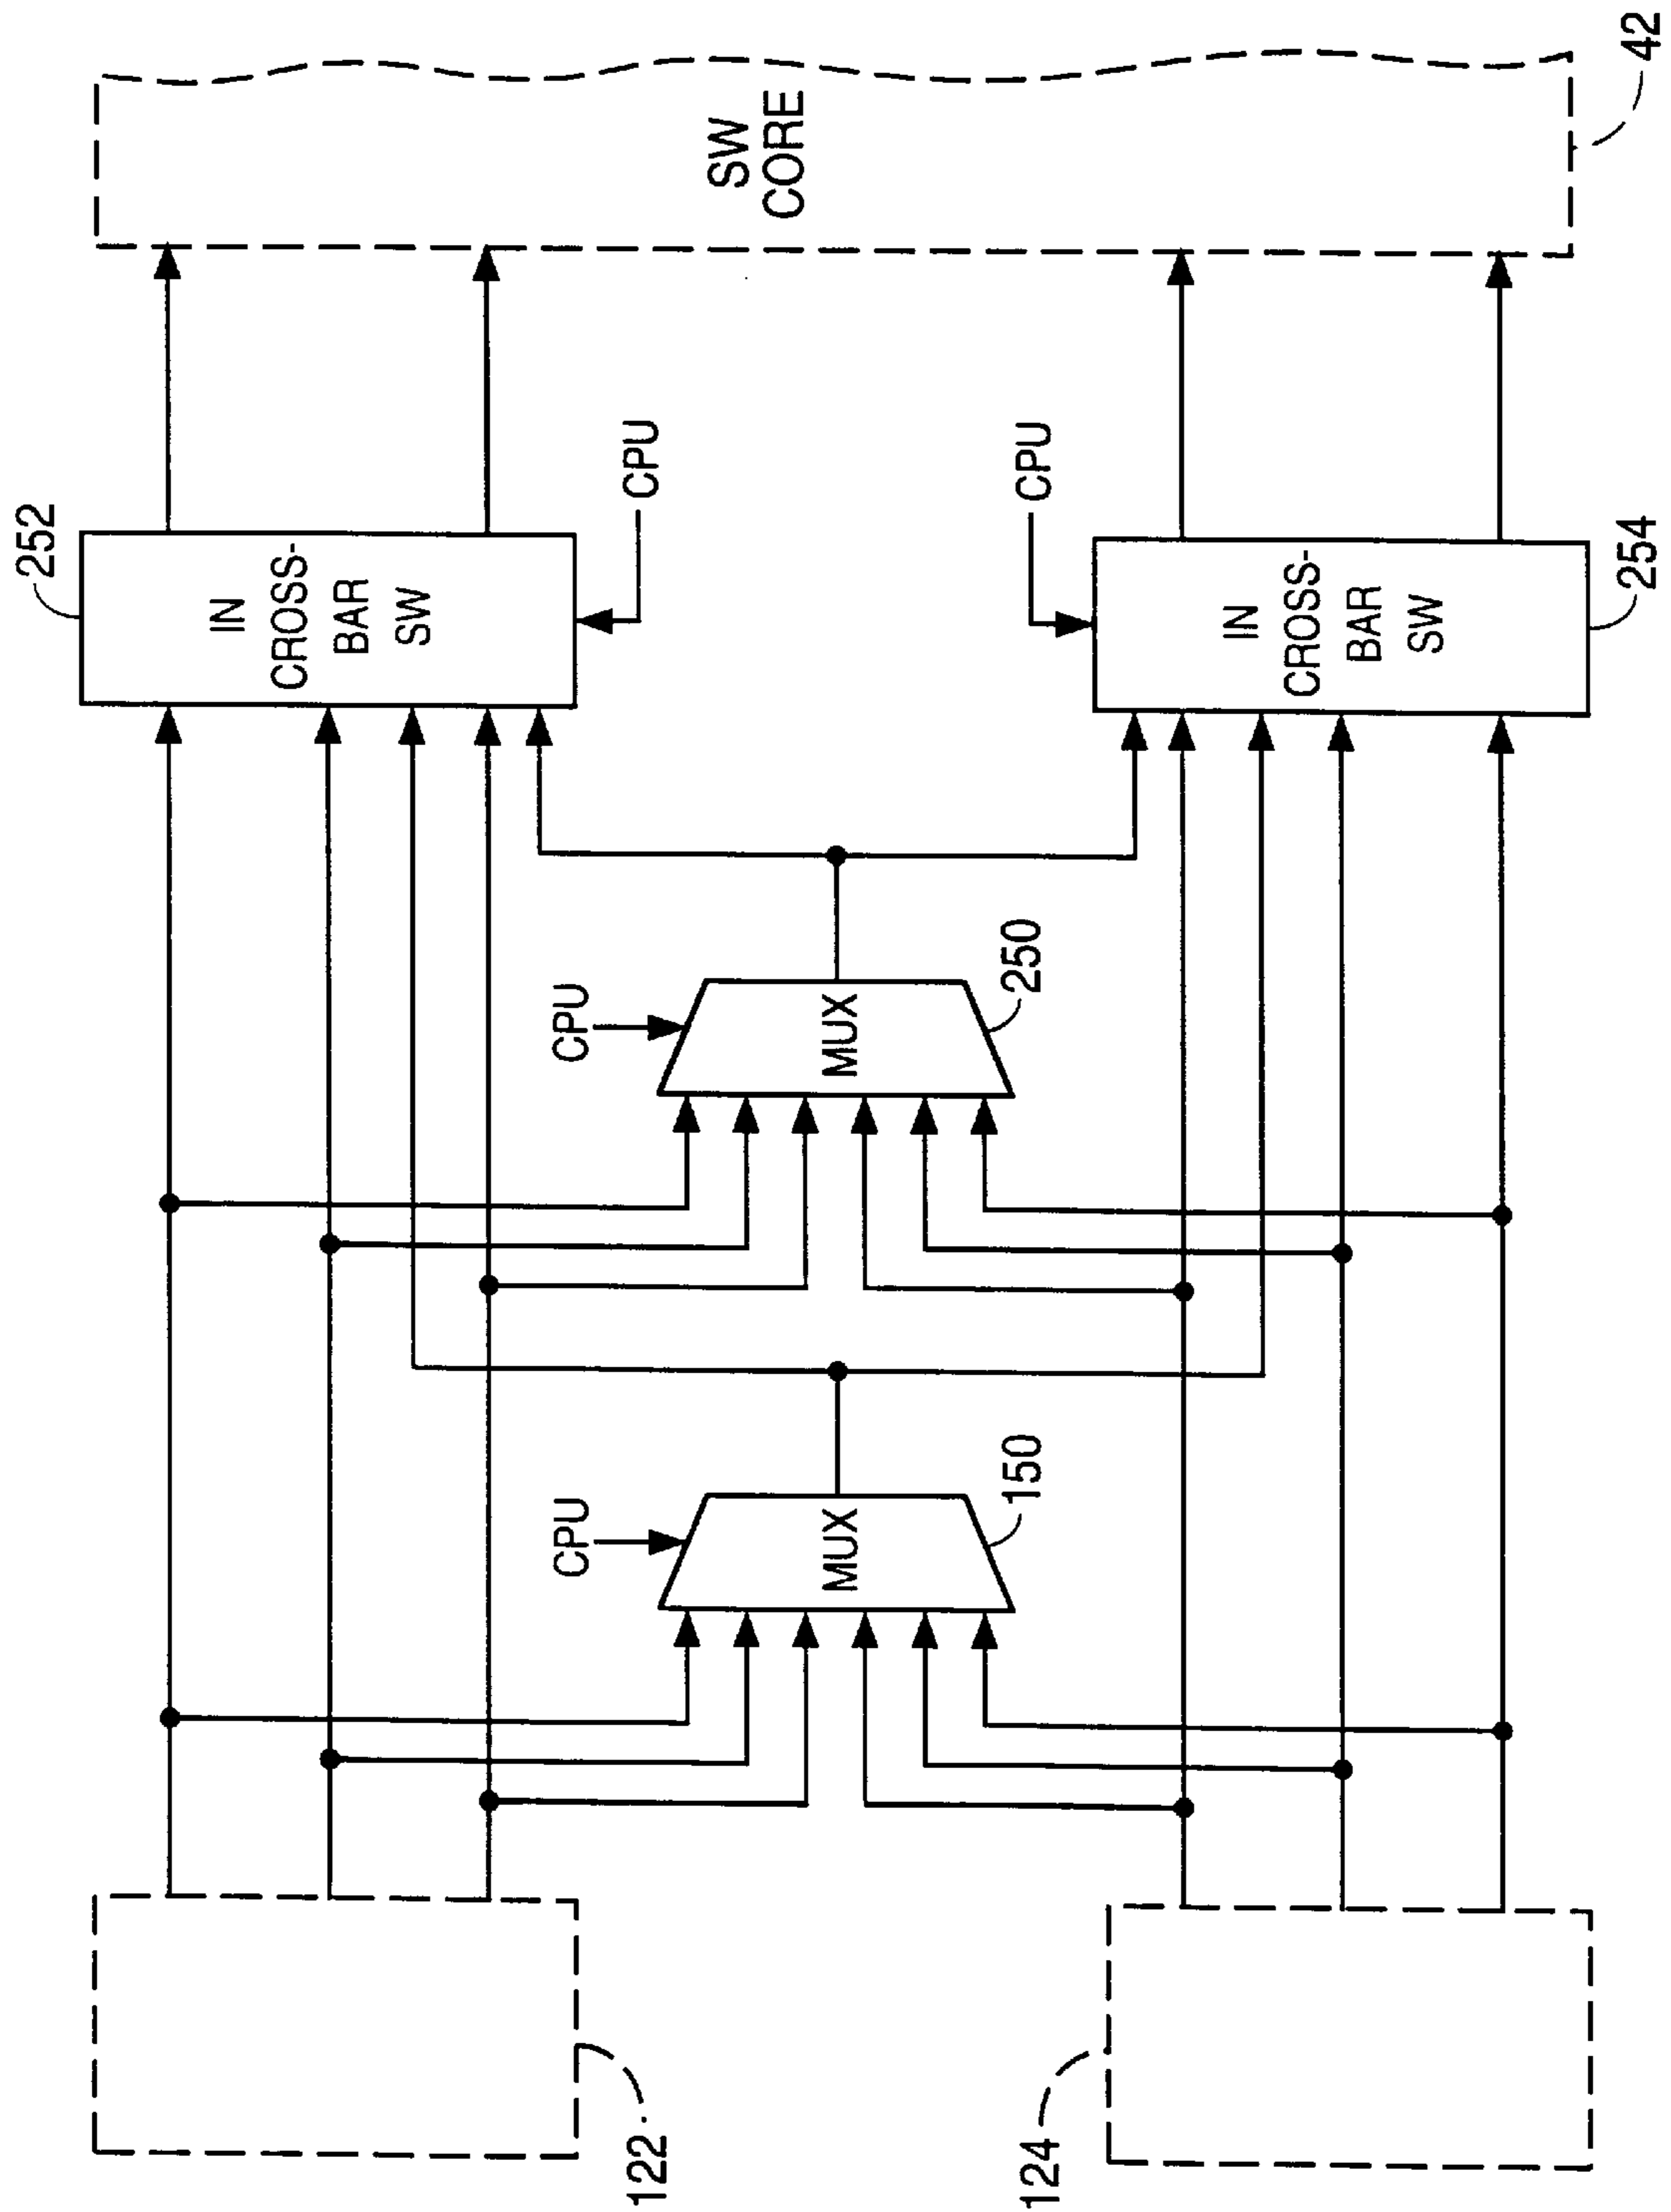 252
IN
CROSS-
BAR
SW
CPU
SW
CORE
42
CPU
IN
CROSS-
BAR
SW
254
CPU
MUX
250
CPU
MUX
150
122
124